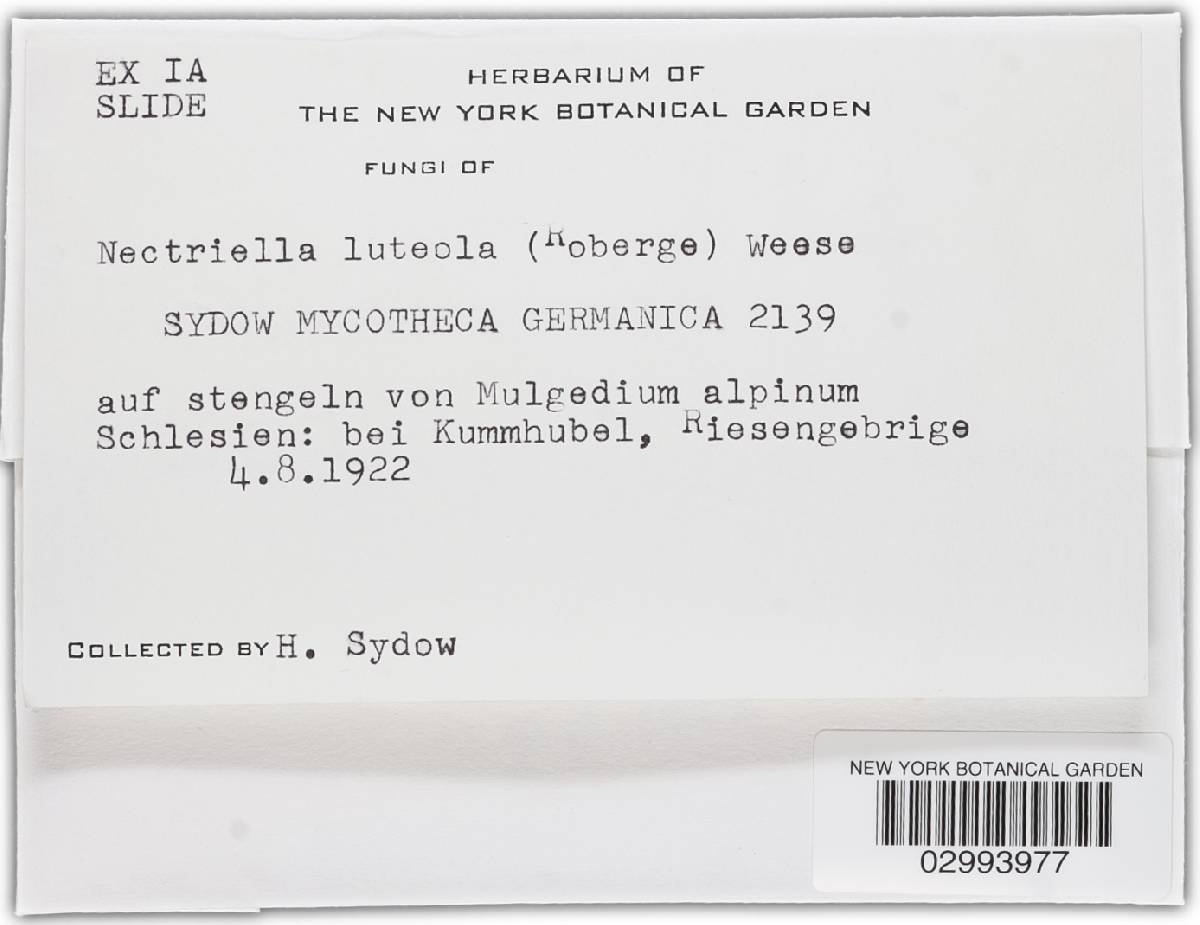 EX IA
SLIDE
HERBARIUM OF
THE NEW YORK BOTANICAL GARDEN
FUNGI OF
Nectriella luteola (Roberge) Weese
SYDOW MYCOTHECA GERMANICA 2139
auf stengeln von Mulgedium alpinum
Schlesien: bei Kummhubel, Riesengebrige
4.8.1922
COLLECTED BY H. Sydow
NEW YORK BOTANICAL GARDEN
02993977